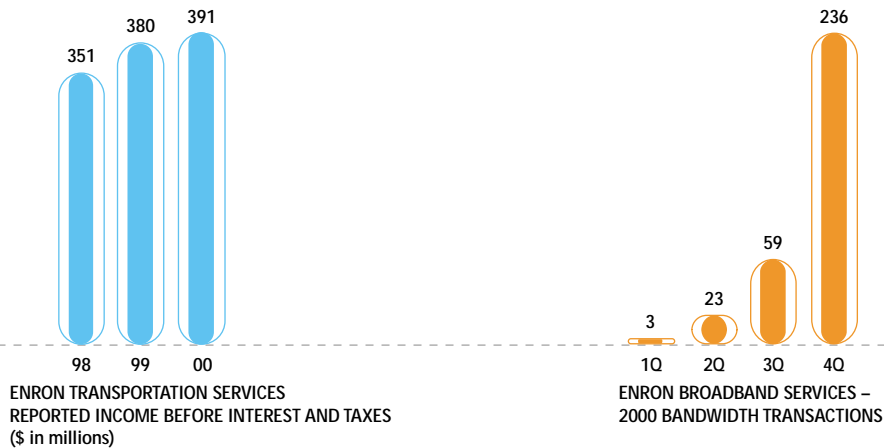 351
380
391
98
99
00
ENRON TRANSPORTATION SERVICES
REPORTED INCOME BEFORE INTEREST AND TAXES
($ in millions)
3
23
59
236
1Q
2Q
3Q
4Q
ENRON BROADBAND SERVICES –
2000 BANDWIDTH TRANSACTIONS